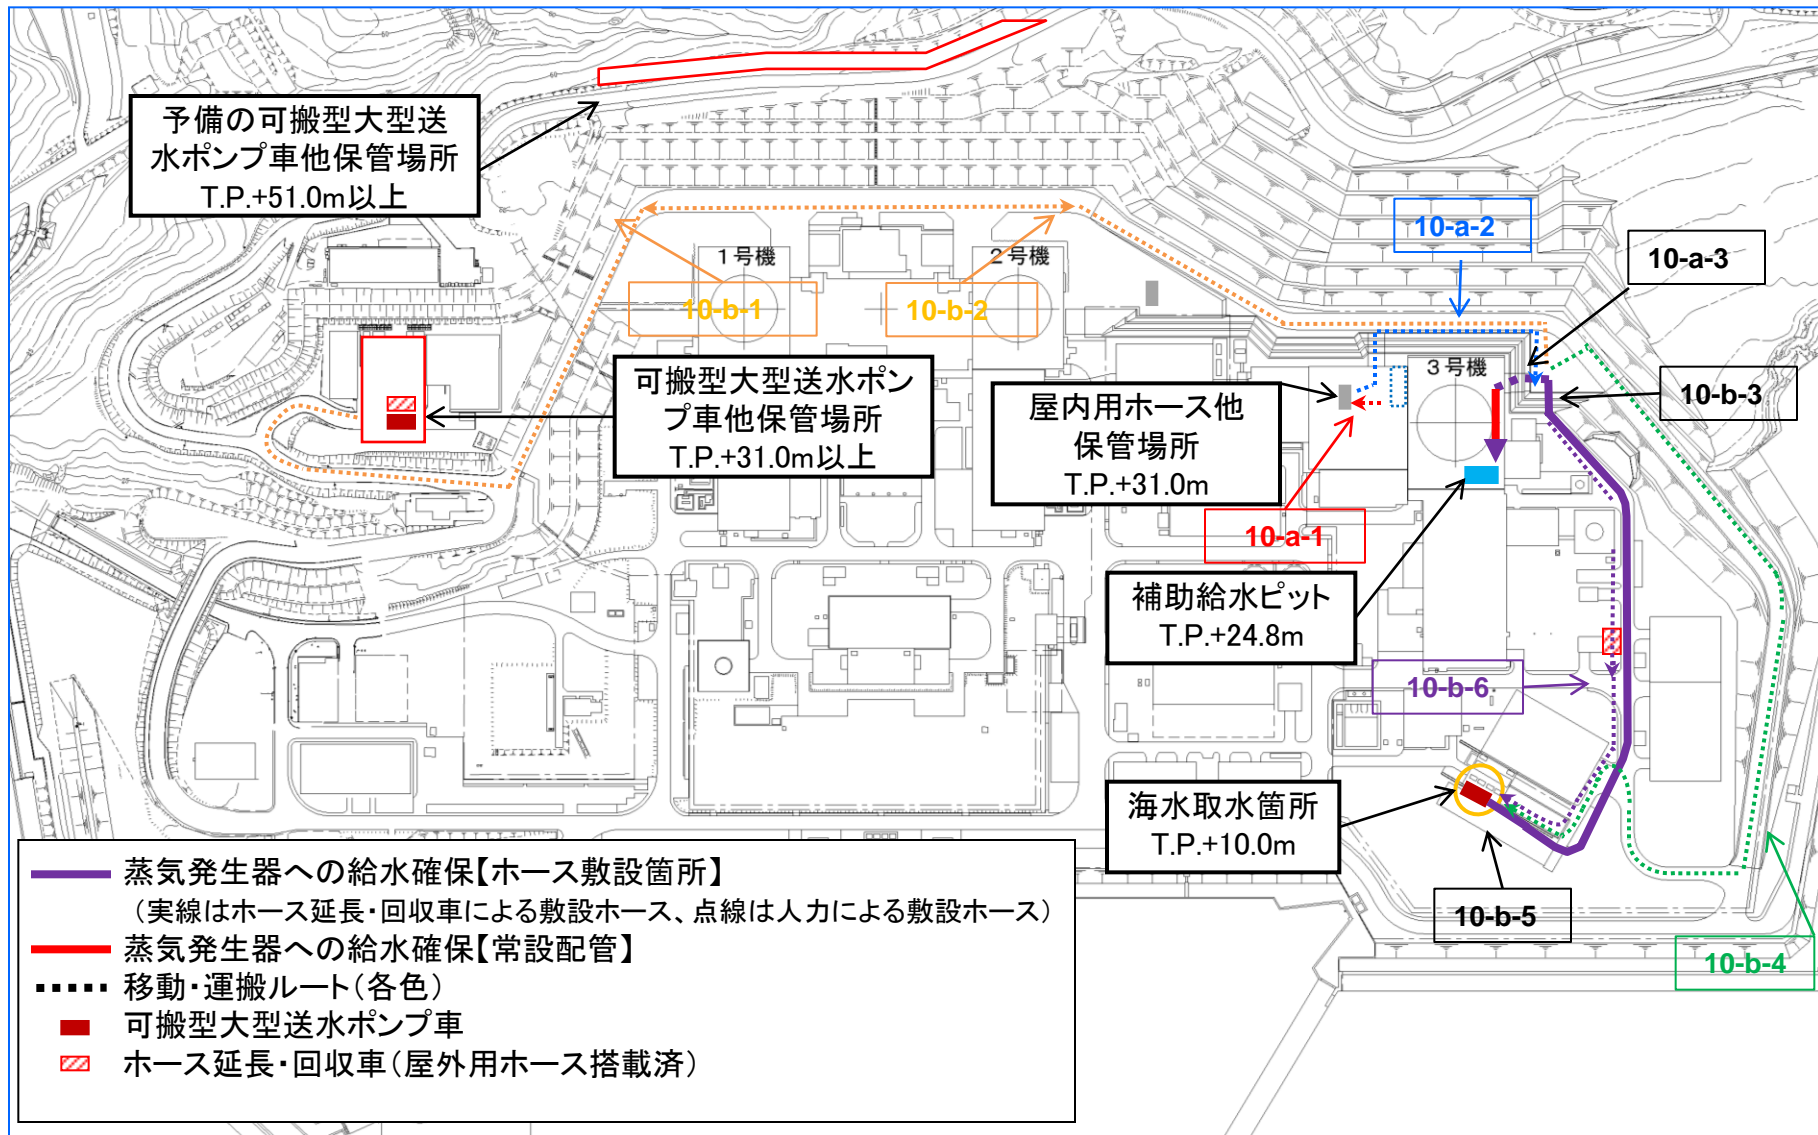 予備の可搬型大型送
水ポンプ車他保管場所
T.P.+51.0m以上
10-a-2
10-a-3
1号機
2号機
10-b-1
10-b-2
可搬型大型送水ポン
プ車他保管場所
T.P.+31.0m以上
屋内用ホース他
保管場所
T.P.+31.0m
3号機
10-b-3
10-a-1
補助給水ピット
T.P.+24.8m
10-b-6
海水取水箇所
T.P.+10.0m
10-b-5
10-b-4
蒸気発生器への給水確保【ホース敷設箇所】
（実線はホース延長・回収車による敷設ホース、点線は人力による敷設ホース）
蒸気発生器への給水確保【常設配管】
移動・運搬ルート（各色）
可搬型大型送水ポンプ車
ホース延長・回収車（屋外用ホース搭載済）